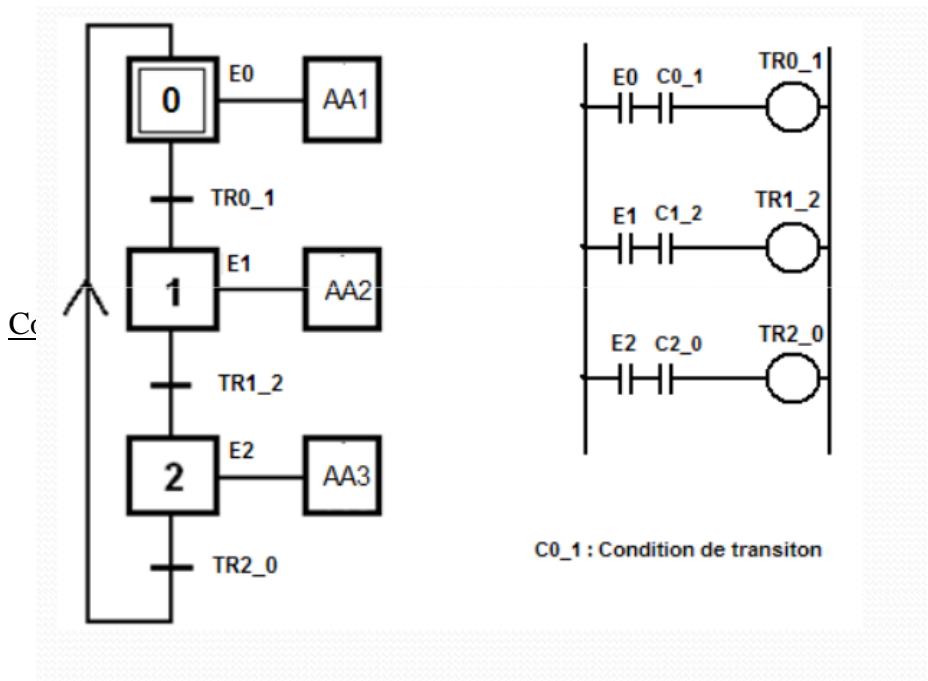 E0
0
AA1
TR0_1
E1
1
AA2
TR1_2
E2
2
AA3
TR2_0
TR0_1
E0 C0_1
TR1_2
E1 C1_2
TR2_0
E2 C2_0
C0_1 : Condition de transiton